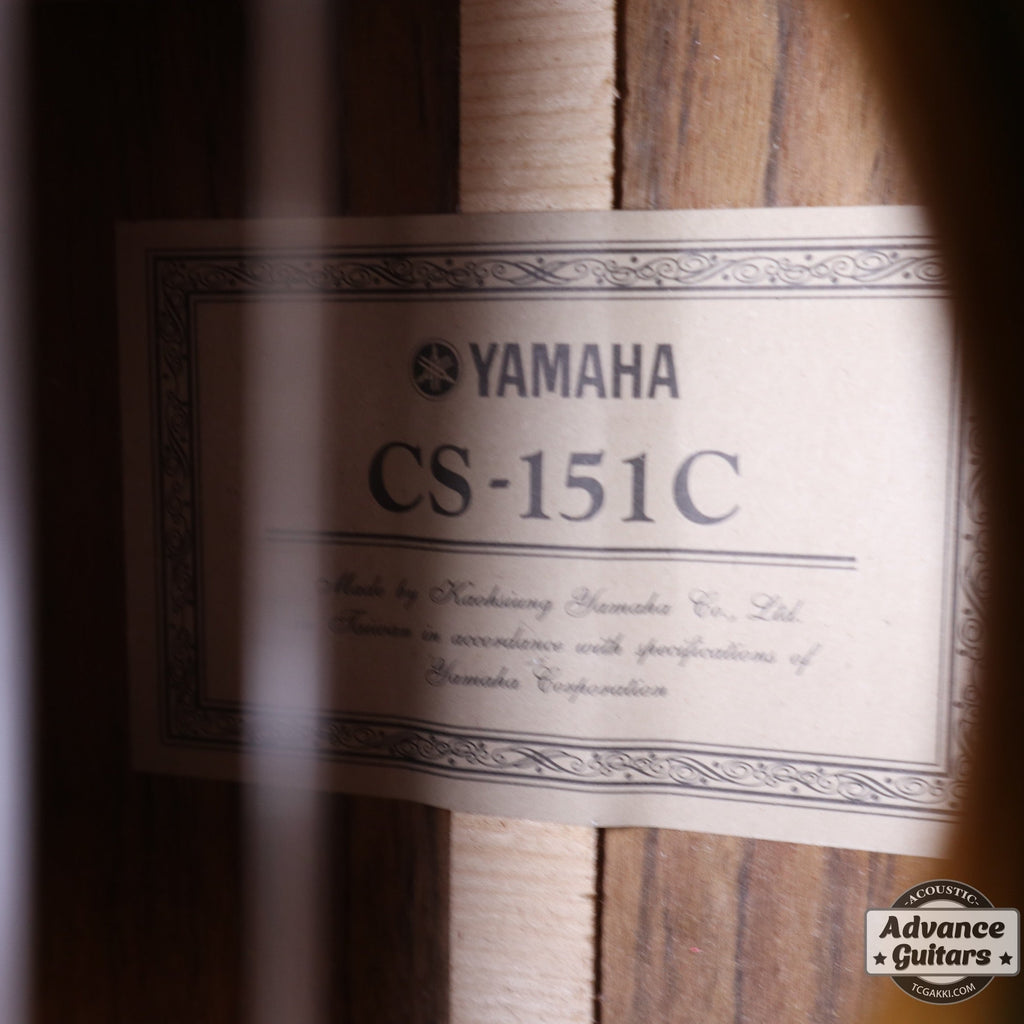 YAMAHA
CS-151C
Made by Kaohsiung Yamaha Co., Ltd.
Taiwan in accordance with specifications of
Yamaha Corporation
-ACOUSTIC-
Advance
Guitars
TCGAKKI.COM